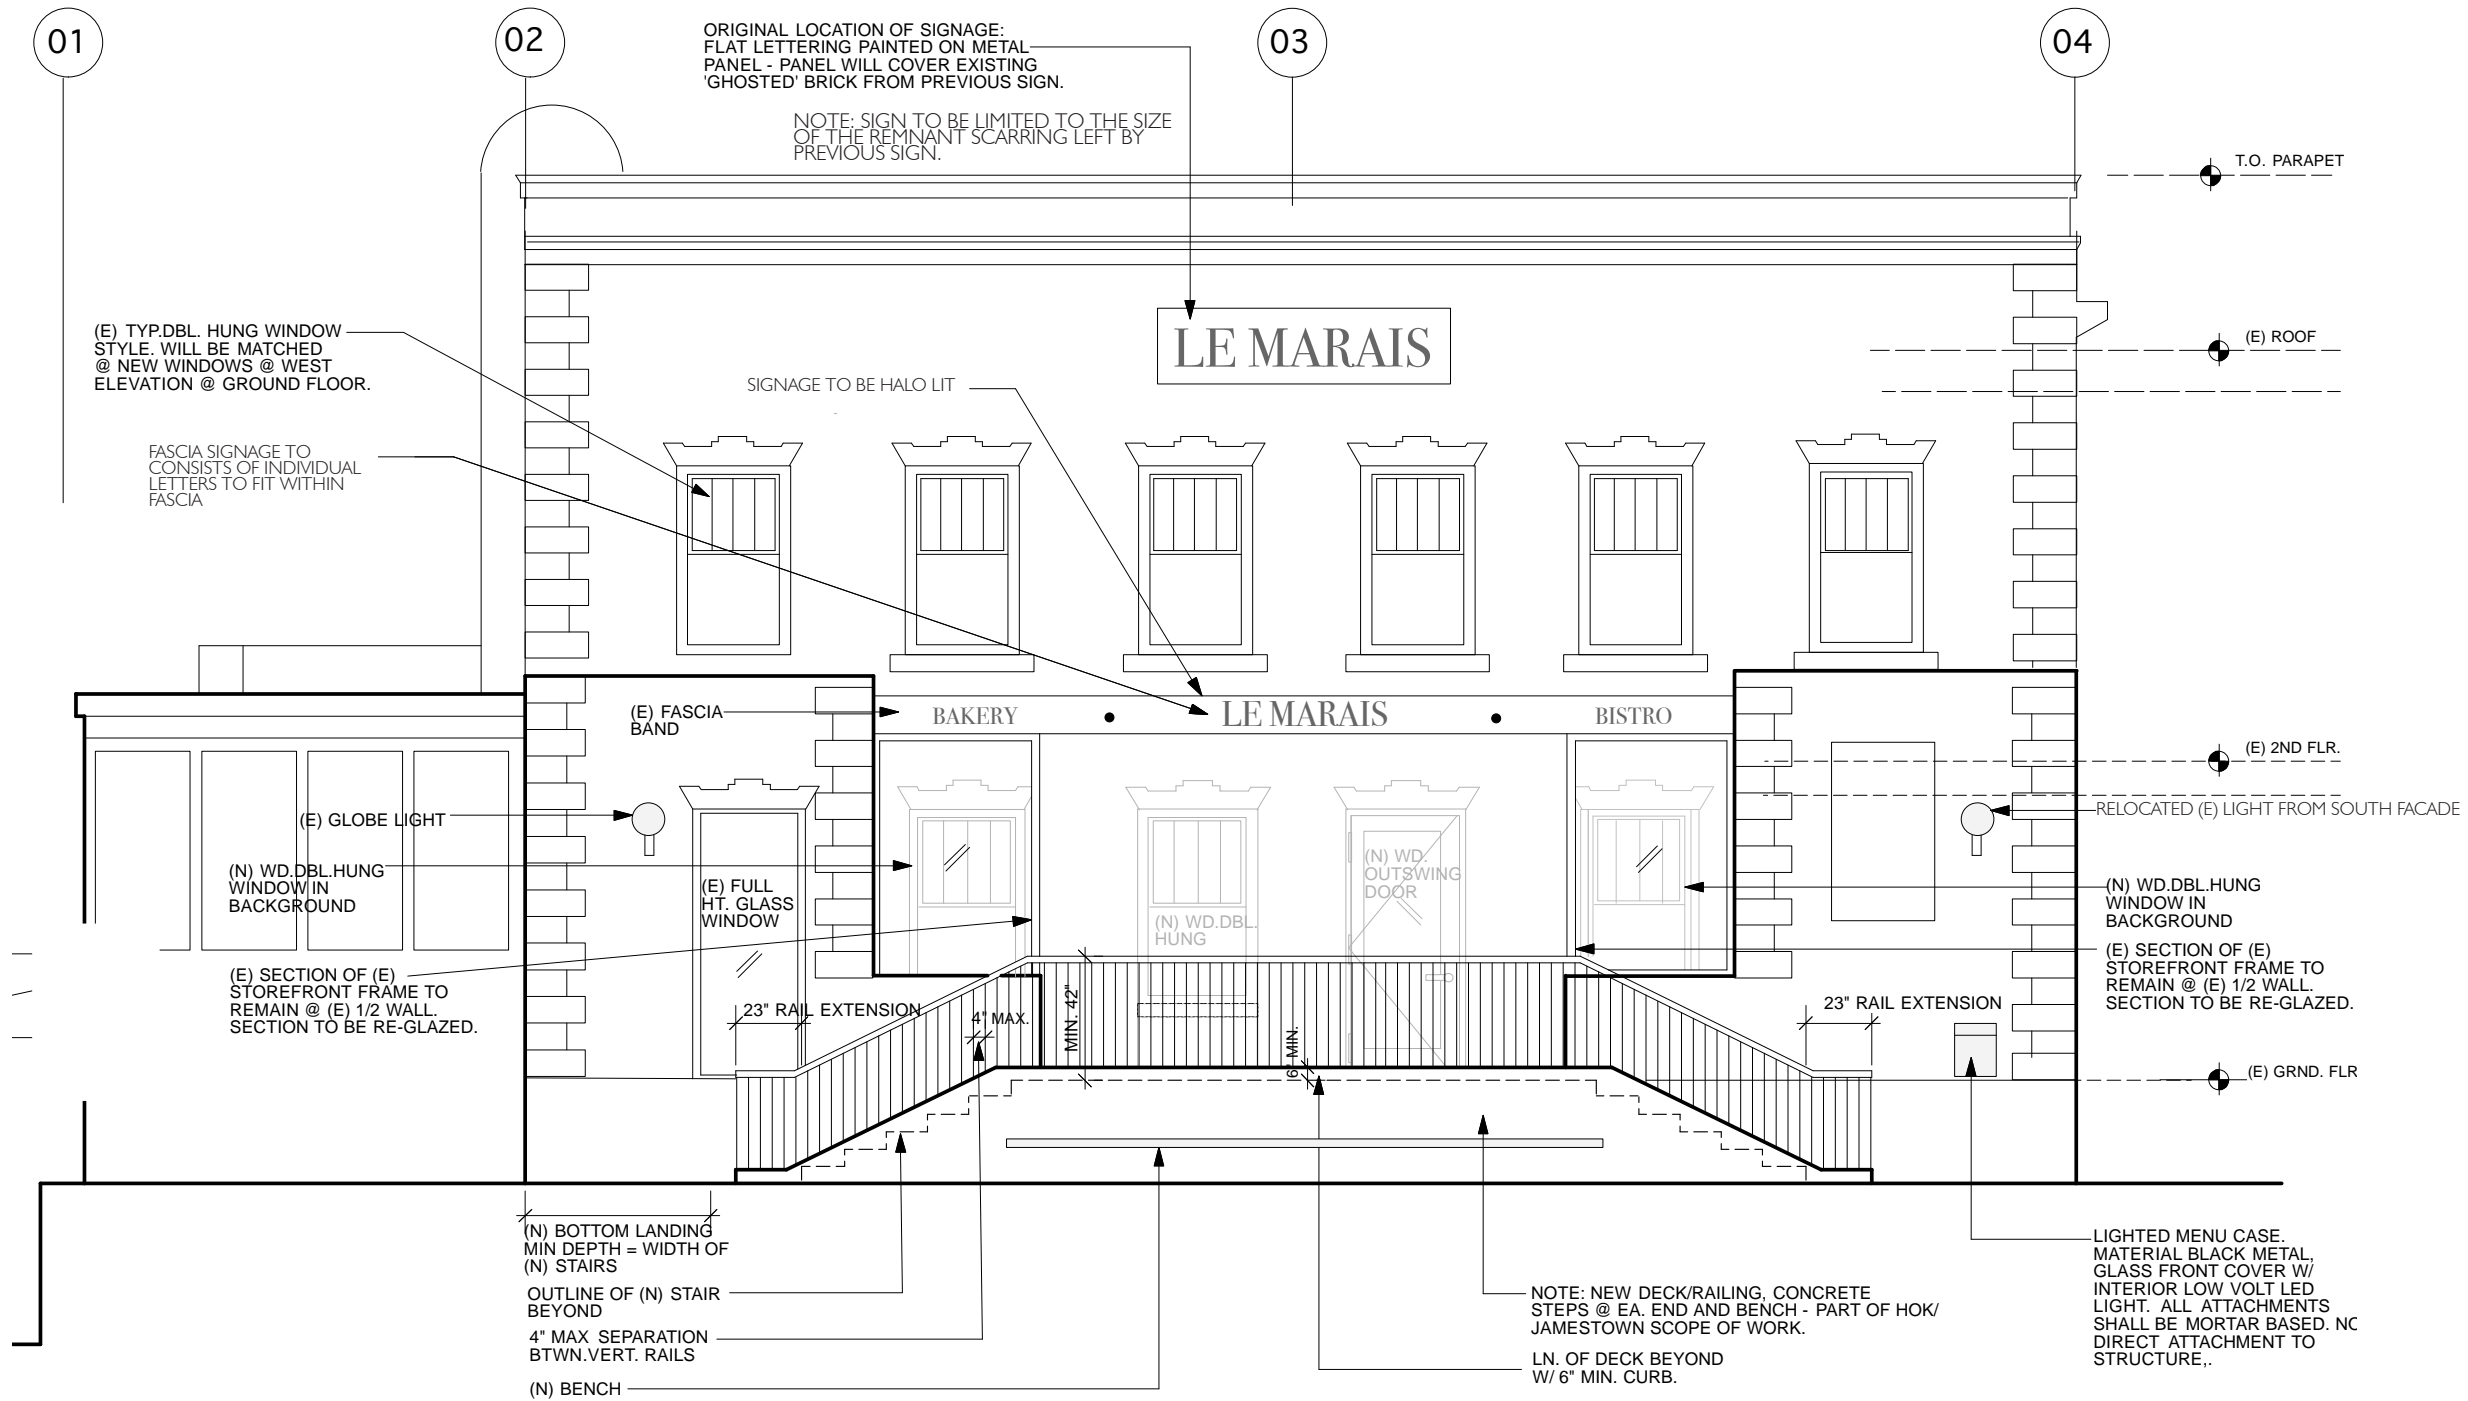 01
02
03
04
ORIGINAL LOCATION OF SIGNAGE:
FLAT LETTERING PAINTED ON METAL
PANEL - PANEL WILL COVER EXISTING
'GHOSTED' BRICK FROM PREVIOUS SIGN.
NOTE: SIGN TO BE LIMITED TO THE SIZE
OF THE REMNANT SCARRING LEFT BY
PREVIOUS SIGN.
T.O. PARAPET
(E) TYP.DBL. HUNG WINDOW
STYLE. WILL BE MATCHED
@ NEW WINDOWS @ WEST
ELEVATION @ GROUND FLOOR.
LE MARAIS
(E) ROOF
SIGNAGE TO BE HALO LIT
FASCIA SIGNAGE TO
CONSISTS OF INDIVIDUAL
LETTERS TO FIT WITHIN
FASCIA
(E) FASCIA
BAND
BAKERY • LE MARAIS • BISTRO
(E) 2ND FLR.
(E) GLOBE LIGHT
RELOCATED (E) LIGHT FROM SOUTH FACADE
(N) WD.DBL.HUNG
WINDOW IN
BACKGROUND
(E) FULL
HT. GLASS
WINDOW
(N) WD.DBL.
HUNG
(N) WD.
OUTSWING
DOOR
(N) WD.DBL.HUNG
WINDOW IN
BACKGROUND
(E) SECTION OF (E)
STOREFRONT FRAME TO
REMAIN @ (E) 1/2 WALL.
SECTION TO BE RE-GLAZED.
(E) SECTION OF (E)
STOREFRONT FRAME TO
REMAIN @ (E) 1/2 WALL.
SECTION TO BE RE-GLAZED.
23" RAIL EXTENSION
4" MAX.
MIN. 42"
6" MIN.
23" RAIL EXTENSION
(E) GRND. FLR
(N) BOTTOM LANDING
MIN DEPTH = WIDTH OF
(N) STAIRS
OUTLINE OF (N) STAIR
BEYOND
4" MAX SEPARATION
BTWN.VERT. RAILS
(N) BENCH
NOTE: NEW DECK/RAILING, CONCRETE
STEPS @ EA. END AND BENCH - PART OF HOK/
JAMESTOWN SCOPE OF WORK.
LN. OF DECK BEYOND
W/ 6" MIN. CURB.
LIGHTED MENU CASE.
MATERIAL BLACK METAL,
GLASS FRONT COVER W/
INTERIOR LOW VOLT LED
LIGHT. ALL ATTACHMENTS
SHALL BE MORTAR BASED. NO
DIRECT ATTACHMENT TO
STRUCTURE,.